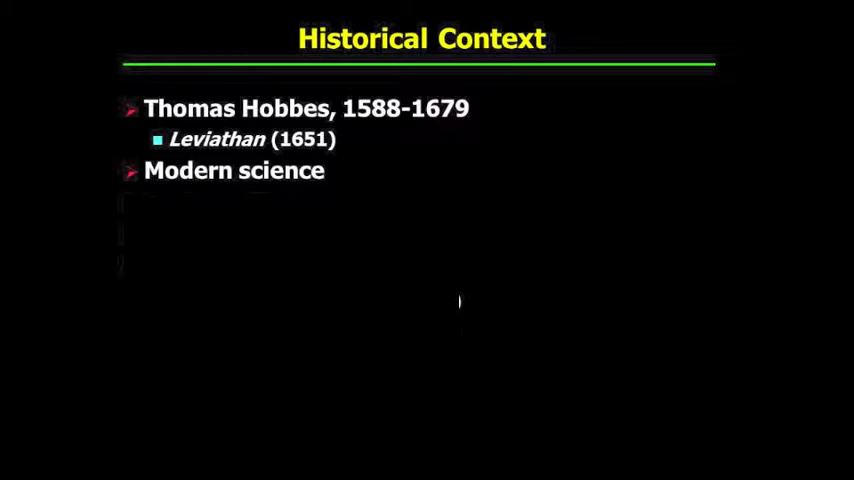 Historical Context
Thomas Hobbes, 1588-1679
Leviathan (1651)
Modern science